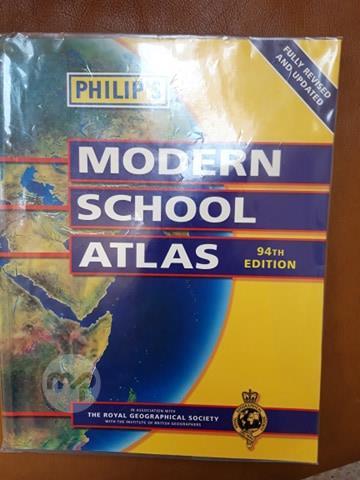 PHILIP'S
FULLY REVISED
AND UPDATED
MODERN
SCHOOL
ATLAS
94TH
EDITION
IN ASSOCIATION WITH
THE ROYAL GEOGRAPHICAL SOCIETY
WITH THE INSTITUTE OF BRITISH GEOGRAPHERS